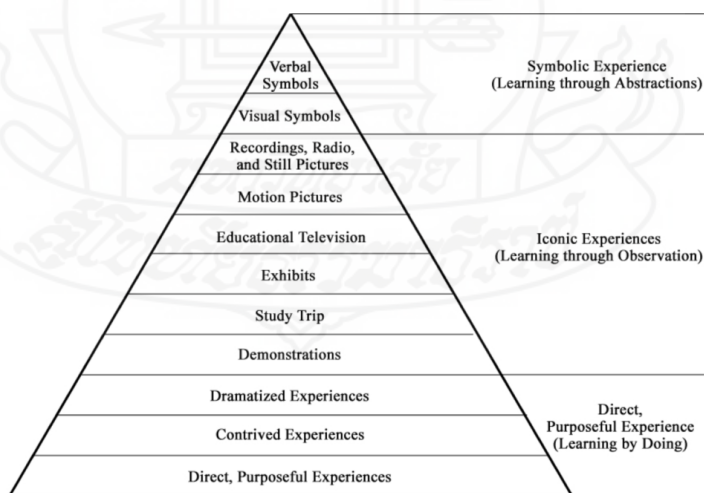 Verbal
Symbols
Visual Symbols
Recordings, Radio,
and Still Pictures
Motion Pictures
Educational Television
Exhibits
Study Trip
Demonstrations
Dramatized Experiences
Contrived Experiences
Direct, Purposeful Experiences
Symbolic Experience
(Learning through Abstractions)
Iconic Experiences
(Learning through Observation)
Direct,
Purposeful Experience
(Learning by Doing)